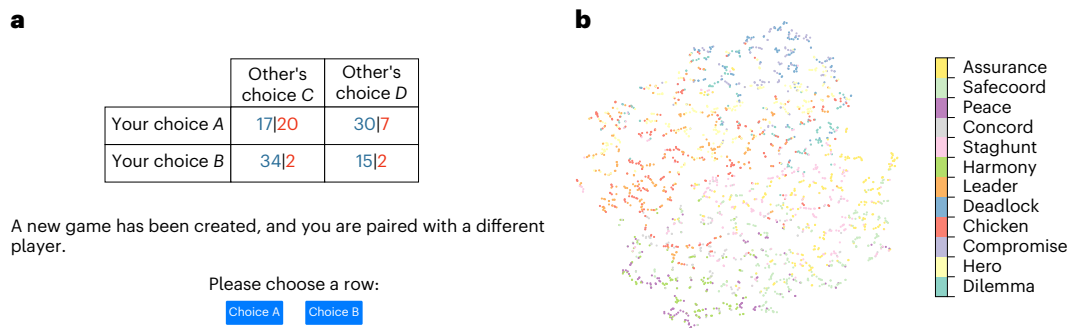 a
Other's choice C
Other's choice D
Your choice A
17|20
30|7
Your choice B
34|2
15|2
A new game has been created, and you are paired with a different
player.
Please choose a row:
Choice A
Choice B
b
Assurance
Safecoord
Peace
Concord
Staghunt
Harmony
Leader
Deadlock
Chicken
Compromise
Hero
Dilemma